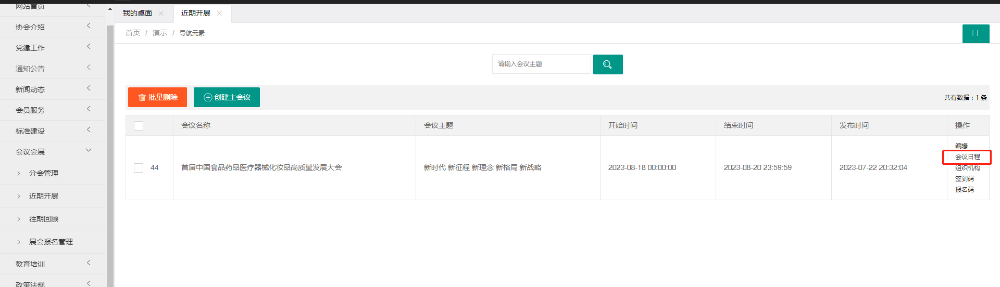 网站首页
协会介绍
党建工作
通知公告
新闻动态
会员服务
标准建设
会议会展
分会管理
近期开展
往期回顾
展会报名管理
教育培训
政策法规
我的桌面
近期开展
首页 / 演示 / 导航元素
请输入会议主题
批量删除
创建主会议
共有数据：1 条
会议名称 会议主题 开始时间 结束时间 发布时间 操作
44 首届中国食品药品医疗器械化妆品高质量发展大会 新时代 新征程 新理念 新格局 新战略 2023-08-18 00:00:00 2023-08-20 23:59:59 2023-07-22 20:32:04
编辑
会议日程
组织机构
签到码
报名码